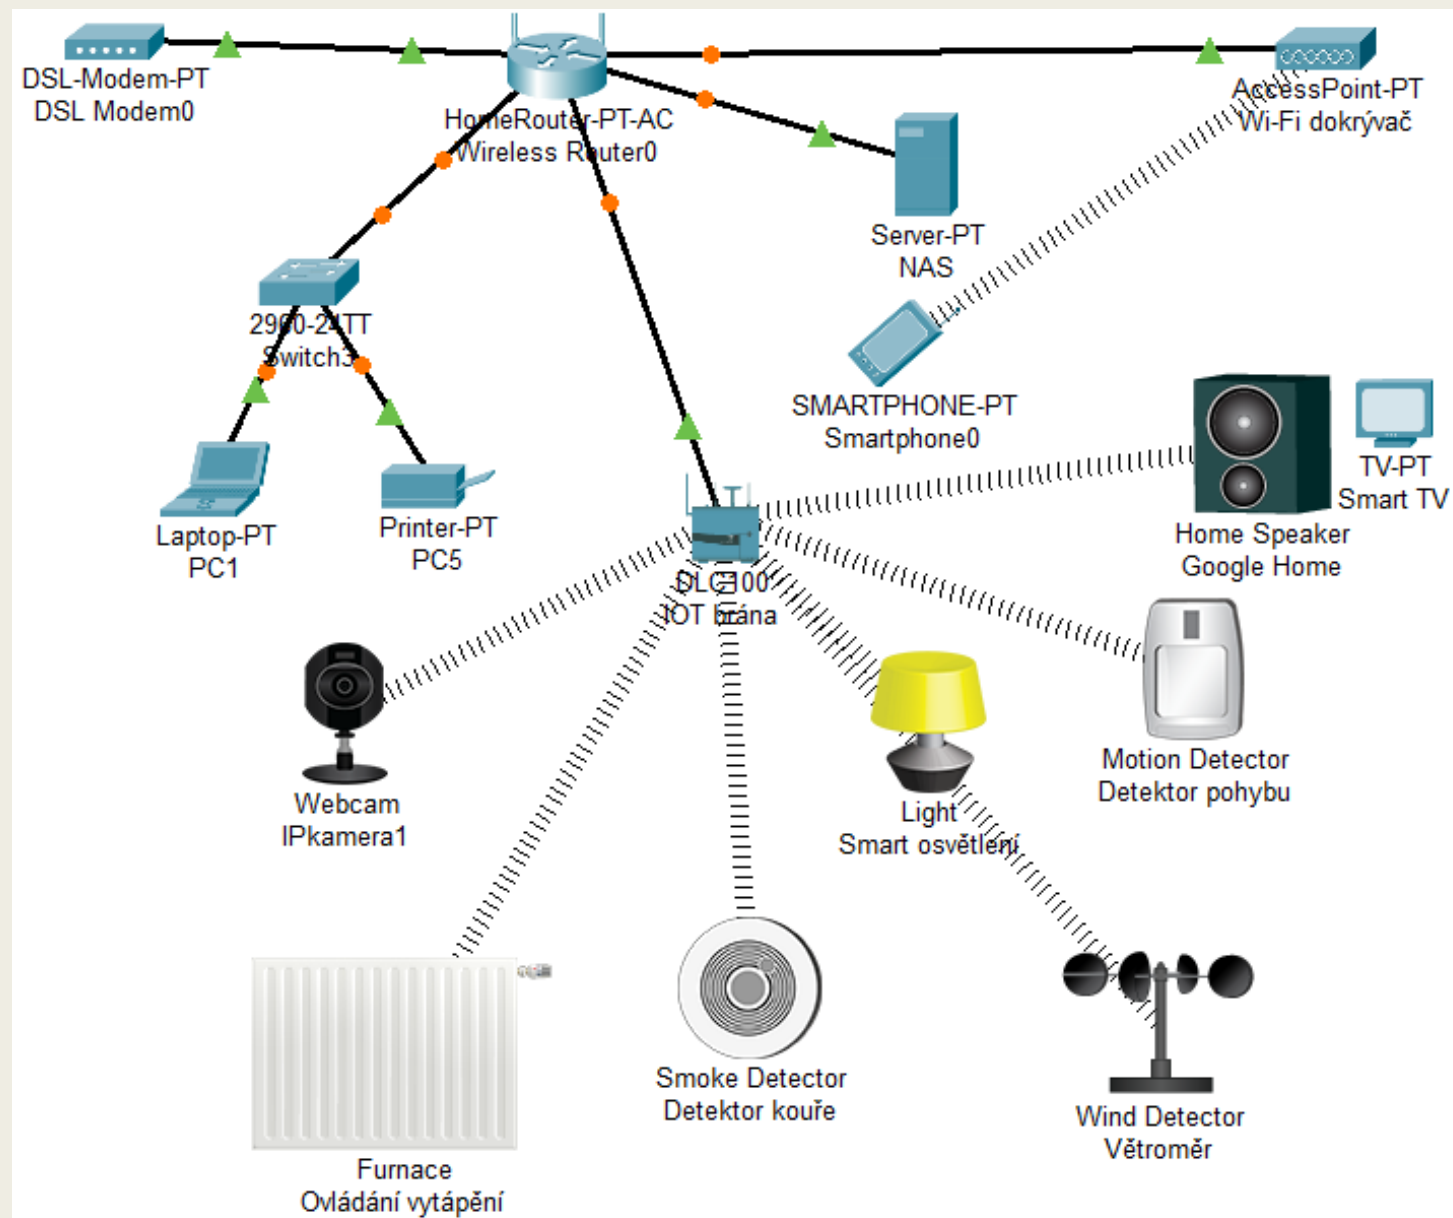 DSL-Modem-PT
DSL Modem0
HomeRouter-PT-AC
Wireless Router0
AccessPoint-PT
Wi-Fi dokrývač
Server-PT
NAS
2960-24TT
Switch3
SMARTPHONE-PT
Smartphone0
TV-PT
Smart TV
Laptop-PT
PC1
Printer-PT
PC5
Home Speaker
Google Home
DLC100
IOT brána
Webcam
IPkamera1
Light
Smart osvětlení
Motion Detector
Detektor pohybu
Smoke Detector
Detektor kouře
Wind Detector
Větroměr
Furnace
Ovládání vytápění